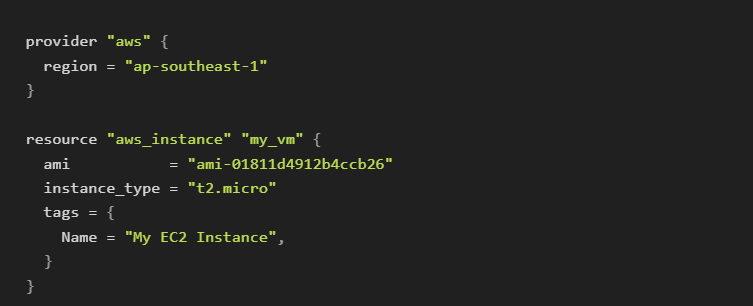 provider "aws" {
  region = "ap-southeast-1"
}
resource "aws_instance" "my_vm" {
  ami           = "ami-01811d4912b4ccb26"
  instance_type = "t2.micro"
  tags = {
    Name = "My EC2 Instance",
  }
}